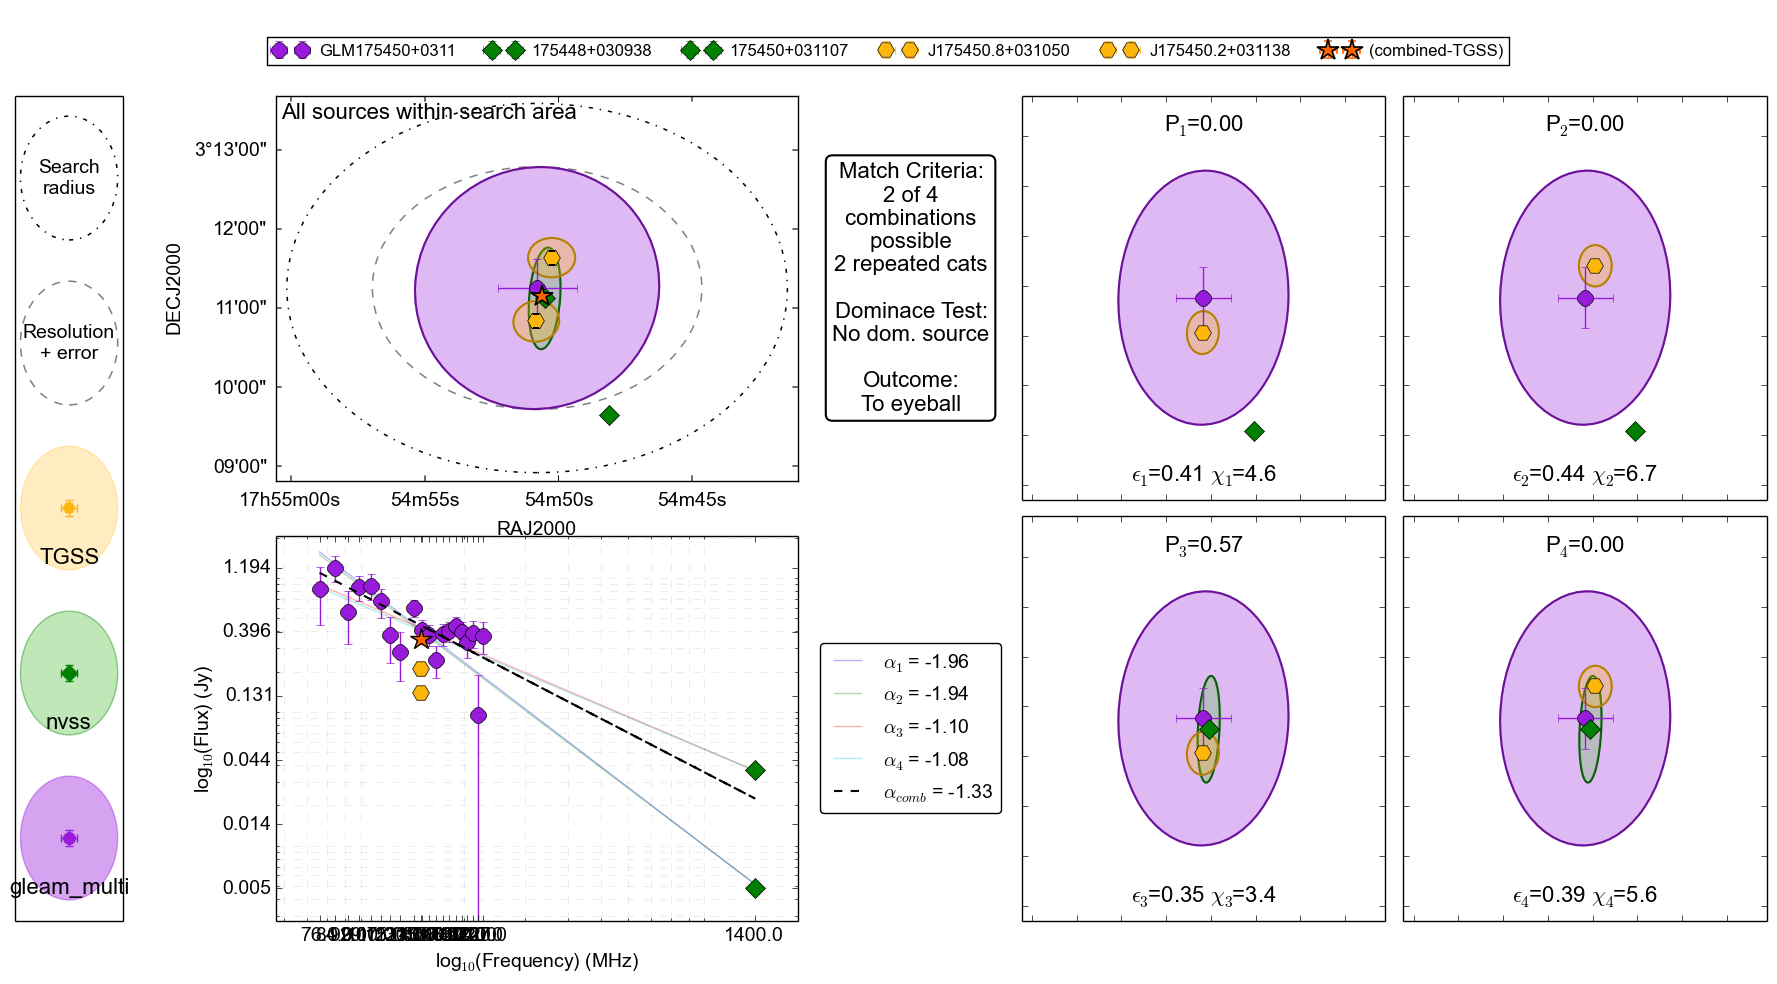 GLM175450+0311 175448+030938 175450+031107 J175450.8+031050 J175450.2+031138 (combined-TGSS)
Search
radius
Resolution
+ error
TGSS
nvss
gleam_multi
All sources within search area
3°13'00"
12'00"
11'00"
10'00"
09'00"
DECJ2000
17h55m00s 54m55s 54m50s 54m45s
RAJ2000
Match Criteria:
2 of 4
combinations
possible
2 repeated cats
Dominace Test:
No dom. source
Outcome:
To eyeball
P1=0.00
ϵ1=0.41 χ1=4.6
P2=0.00
ϵ2=0.44 χ2=6.7
1.194
0.396
0.131
0.044
0.014
0.005
log10(Flux) (Jy)
1400.0
log10(Frequency) (MHz)
α1 = -1.96
α2 = -1.94
α3 = -1.10
α4 = -1.08
αcomb = -1.33
P3=0.57
ϵ3=0.35 χ3=3.4
P4=0.00
ϵ4=0.39 χ4=5.6